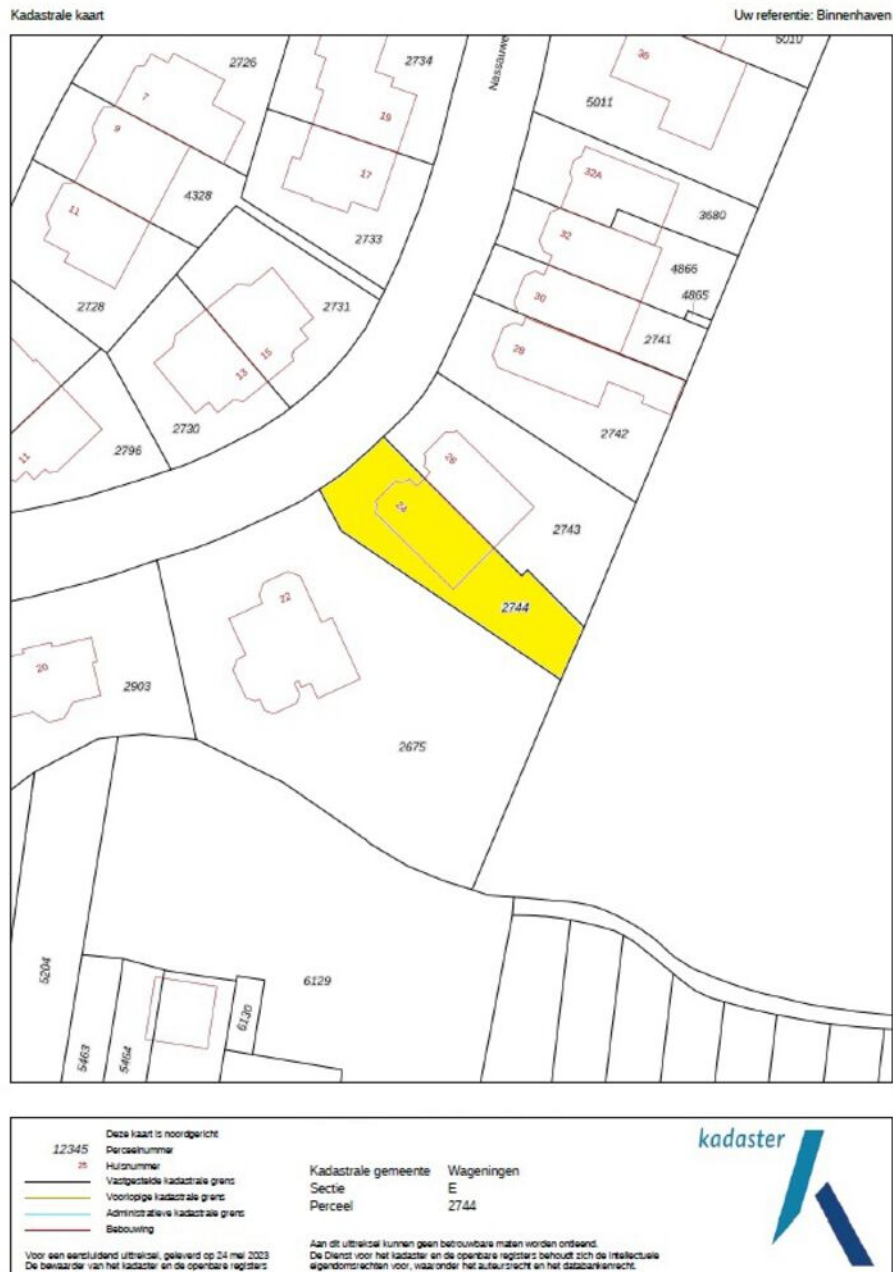 Kadastrale kaart
Uw referentie: Binnenhaven
5010
2726
2734
36
7
5011
9
19
17
32A
4328
11
3680
2733
32
4866
4865
30
2728
2731
2741
28
15
13
2730
2742
2796
11
26
24
2743
2744
22
20
2903
2675
5204
6129
6130
5463
5464
Deze kaart is noordgericht
12345 Perceelnummer
25 Huisnummer
Vastgestelde kadastrale grens
Voorlopige kadastrale grens
Administratieve kadastrale grens
Bebouwing
Voor een eensluidend uittreksel, geleverd op 24 mei 2023
De bewaarder van het kadaster en de openbare registers
Kadastrale gemeente Wageningen
Sectie E
Perceel 2744
Aan dit uittreksel kunnen geen betrouwbare maten worden ontleend.
De Dienst voor het kadaster en de openbare registers behoudt zich de intellectuele
eigendomsrechten voor, waaronder het auteursrecht en het databankenrecht.
kadaster